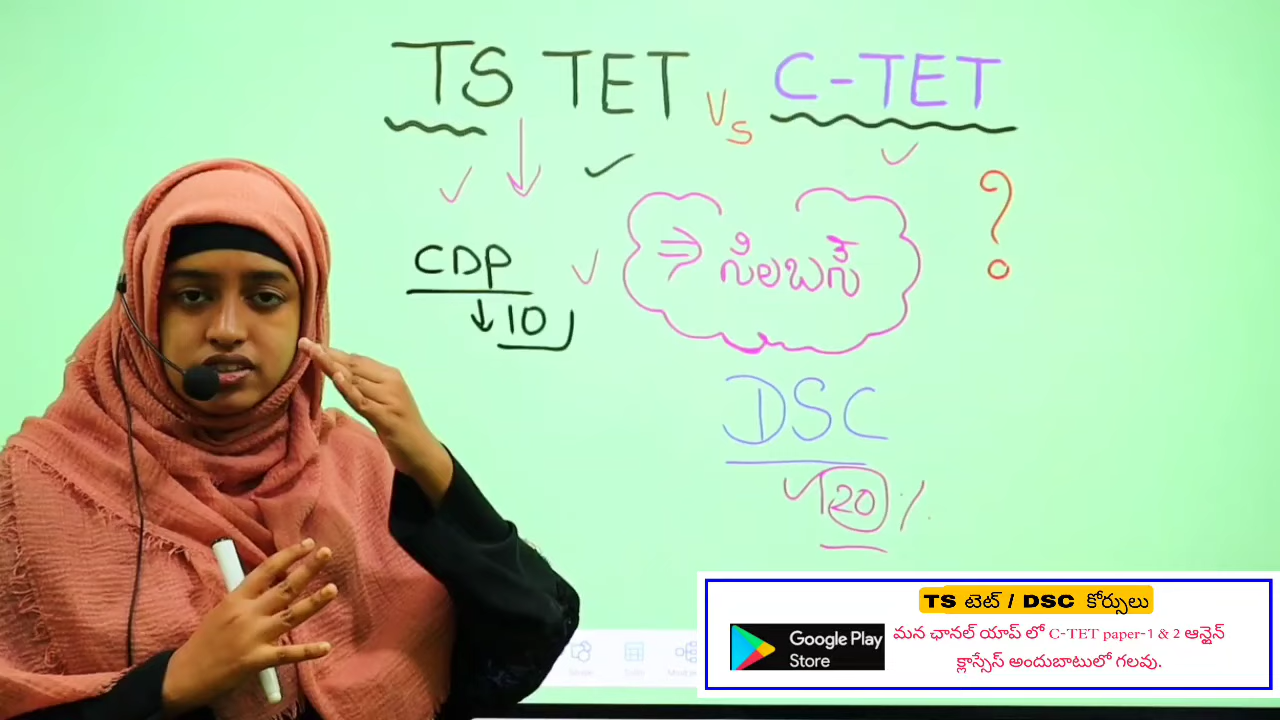 TS TET vs C-TET
?
CDP
10
⇒ సిలబస్
DSC
20 %
TS టెట్ / DSC కోర్సులు
Google Play
Store
మన ఛానల్ యాప్ లో C-TET paper-1 & 2 ఆన్లైన్
క్లాస్సేస్ అందుబాటులో గలవు.